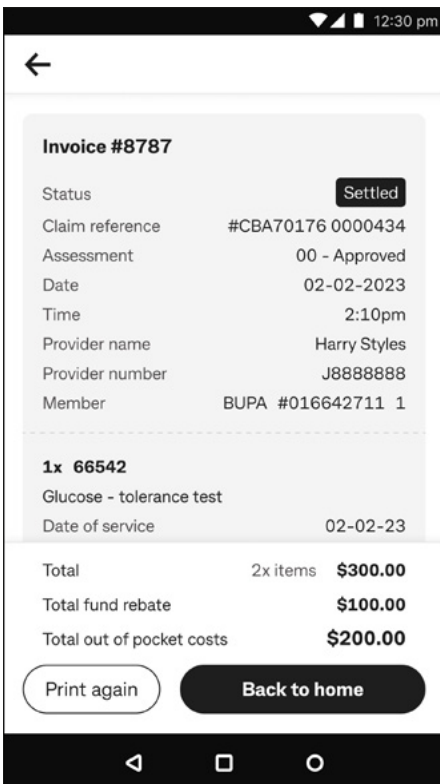 12:30 pm
Invoice #8787
Status Settled
Claim reference #CBA70176 0000434
Assessment 00 - Approved
Date 02-02-2023
Time 2:10pm
Provider name Harry Styles
Provider number J8888888
Member BUPA #016642711 1
1x 66542
Glucose - tolerance test
Date of service 02-02-23
Total 2x items $300.00
Total fund rebate $100.00
Total out of pocket costs $200.00
Print again Back to home